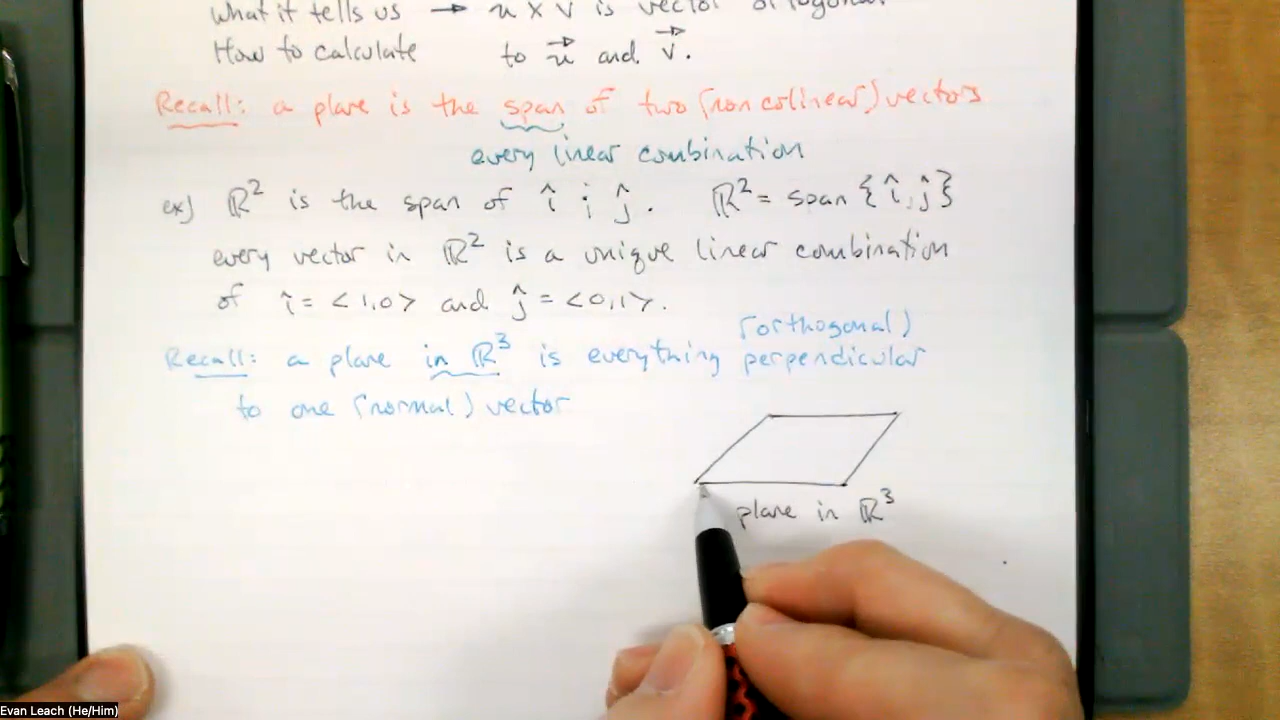 What it tells us → u x v is vector orthogonal
How to calculate to u and v.
Recall: a plane is the span of two (noncolinear) vectors
every linear combination
ex) ℝ² is the span of î ; ĵ. ℝ² = span {î, ĵ}
every vector in ℝ² is a unique linear combination
of î = <1,0> and ĵ = <0,1>.
(orthogonal)
Recall: a plane in ℝ³ is everything perpendicular
to one (normal) vector
plane in ℝ³
Evan Leach (He/Him)